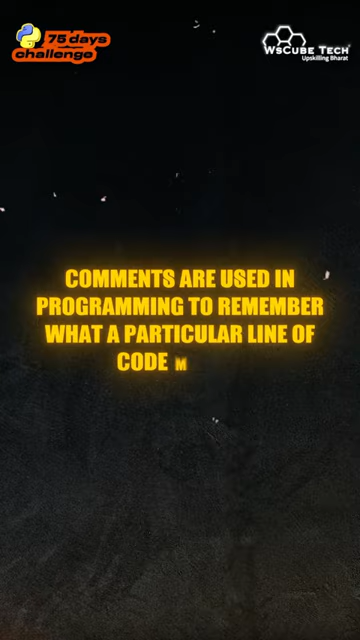 75 days
challenge
WsCube Tech
Upskilling Bharat
COMMENTS ARE USED IN
PROGRAMMING TO REMEMBER
WHAT A PARTICULAR LINE OF
CODE M